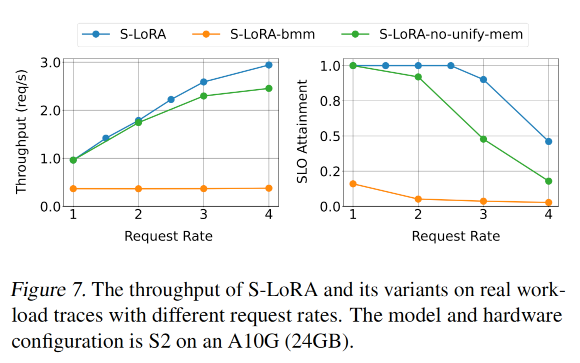 S-LoRA S-LoRA-bmm S-LoRA-no-unify-mem
Throughput (req/s)
3.0
2.0
1.0
0.0
1 2 3 4
Request Rate
SLO Attainment
1.0
0.8
0.5
0.2
0.0
1 2 3 4
Request Rate
Figure 7. The throughput of S-LoRA and its variants on real work-
load traces with different request rates. The model and hardware
configuration is S2 on an A10G (24GB).